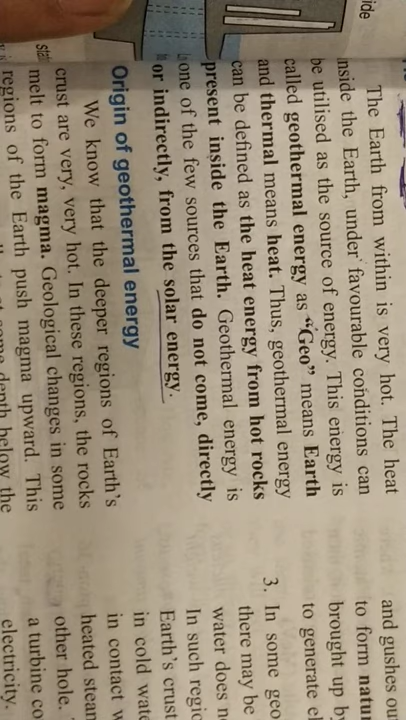 ide
The Earth from within is very hot. The heat
inside the Earth, under favourable conditions can
be utilised as the source of energy. This energy is
called geothermal energy as “Geo” means Earth
and thermal means heat. Thus, geothermal energy
can be defined as the heat energy from hot rocks
present inside the Earth. Geothermal energy is
one of the few sources that do not come, directly
or indirectly, from the solar energy.
Origin of geothermal energy
We know that the deeper regions of Earth's
crust are very, very hot. In these regions, the rocks
melt to form magma. Geological changes in some
regions of the Earth push magma upward. This
depth below the
and gushes ou
to form natu
brought up b
to generate el
3. In some geo
there may be
water does n
In such regio
Earth's crust
in cold wate
in contact w
heated stean
other hole.
a turbine co
electricity.